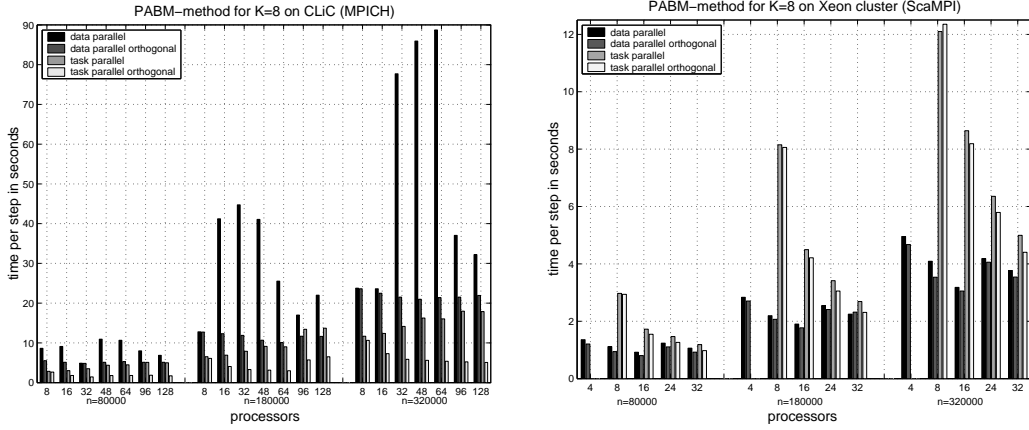 PABM-method for K=8 on CLiC (MPICH)
90
80
70
60
50
40
30
20
10
0
time per step in seconds
data parallel
data parallel orthogonal
task parallel
task parallel orthogonal
8 16 32 48 64 96 128
n=80000
8 16 32 48 64 96 128
n=180000
8 16 32 48 64 96 128
n=320000
processors
PABM-method for K=8 on Xeon cluster (ScaMPI)
12
10
8
6
4
2
0
time per step in seconds
data parallel
data parallel orthogonal
task parallel
task parallel orthogonal
4 8 16 24 32
n=80000
4 8 16 24 32
n=180000
4 8 16 24 32
n=320000
processors